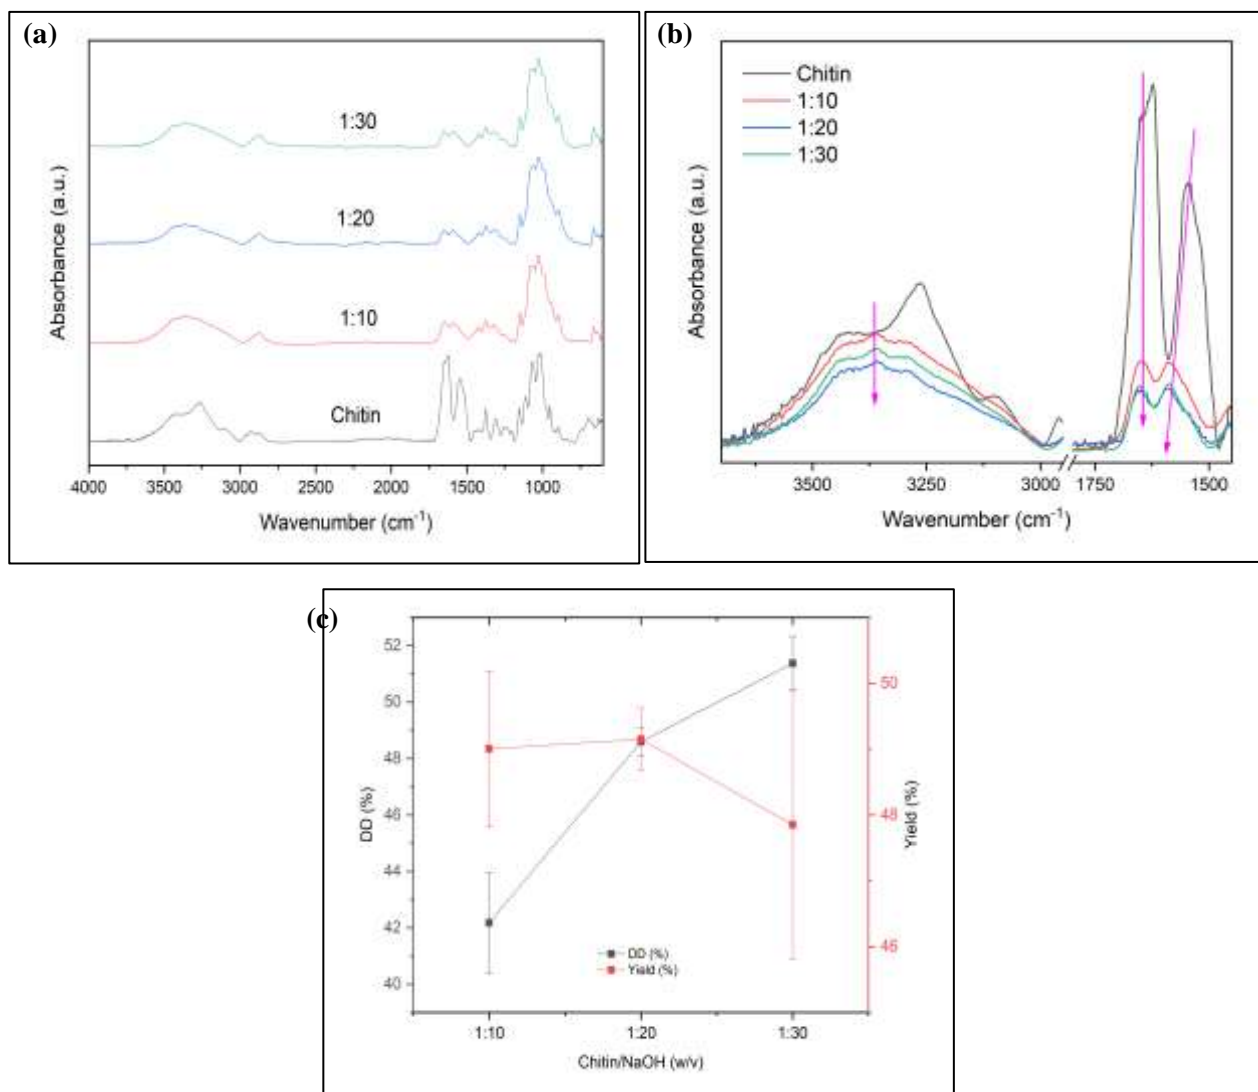 (a)
1:30
1:20
1:10
Chitin
Absorbance (a.u.)
4000 3500 3000 2500 2000 1500 1000
Wavenumber (cm⁻¹)
(b)
Chitin
1:10
1:20
1:30
Absorbance (a.u.)
3500 3250 3000 1750 1500
Wavenumber (cm⁻¹)
(c)
52
50
48
46
44
42
40
DD (%)
50
48
46
Yield (%)
DD (%)
Yield (%)
1:10 1:20 1:30
Chitin/NaOH (w/v)